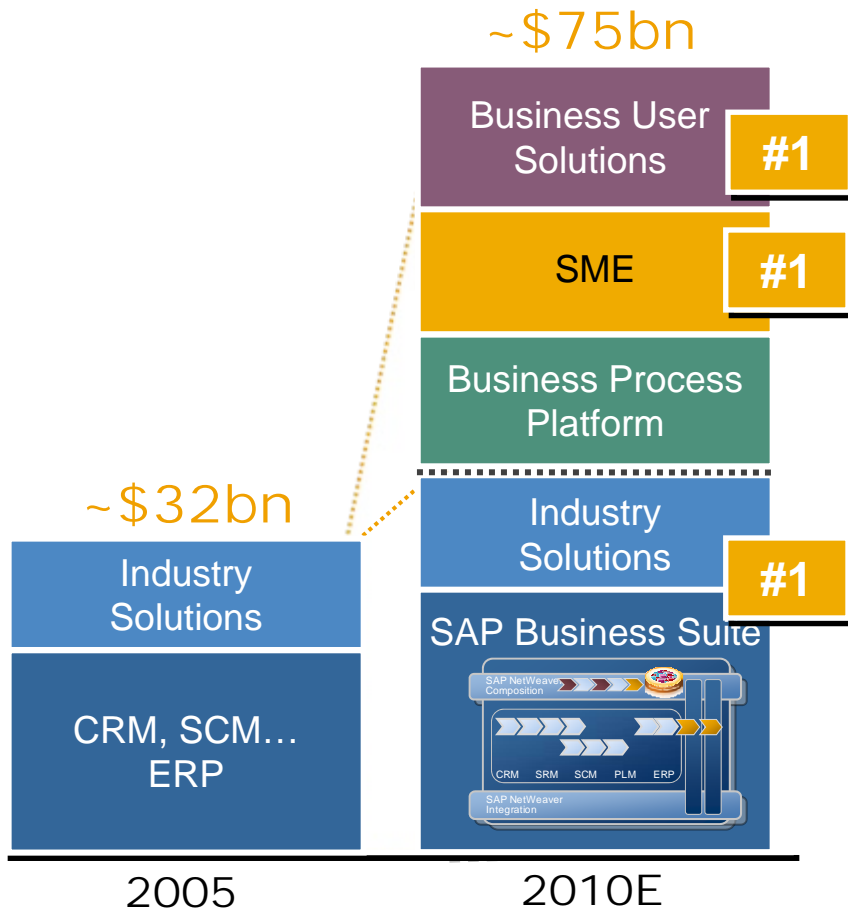 ~$75bn
Business User
Solutions
#1
SME
#1
Business Process
Platform
~$32bn
Industry
Solutions
Industry
Solutions
#1
CRM, SCM…
ERP
SAP Business Suite
SAP NetWeaver
Composition
CRM SRM SCM PLM ERP
SAP NetWeaver
Integration
2005
2010E